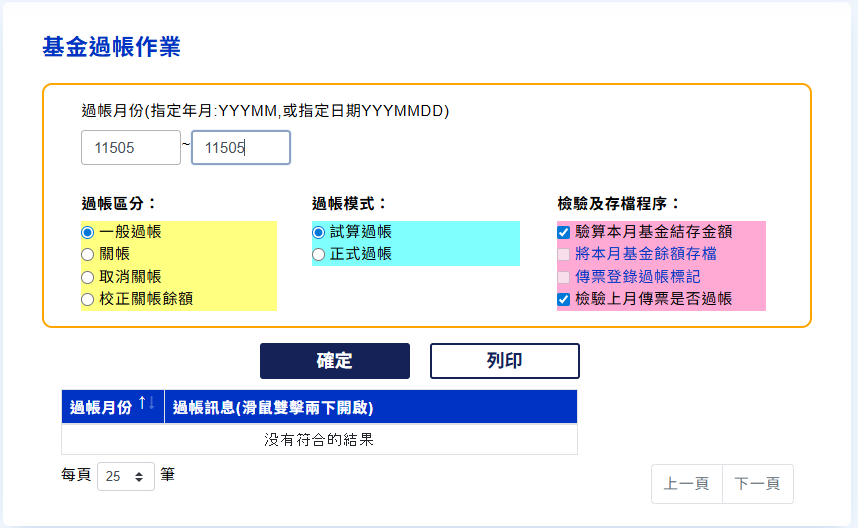 基金過帳作業
過帳月份(指定年月:YYYMM,或指定日期YYYMMDD)
11505 ~ 11505
過帳區分： 過帳模式： 檢驗及存檔程序：
一般過帳 試算過帳 驗算本月基金結存金額
關帳 正式過帳 將本月基金餘額存檔
取消關帳 傳票登錄過帳標記
校正關帳餘額 檢驗上月傳票是否過帳
確定 列印
過帳月份 ↑↓ 過帳訊息(滑鼠雙擊兩下開啟)
没有符合的結果
每頁 25 筆
上一頁 下一頁